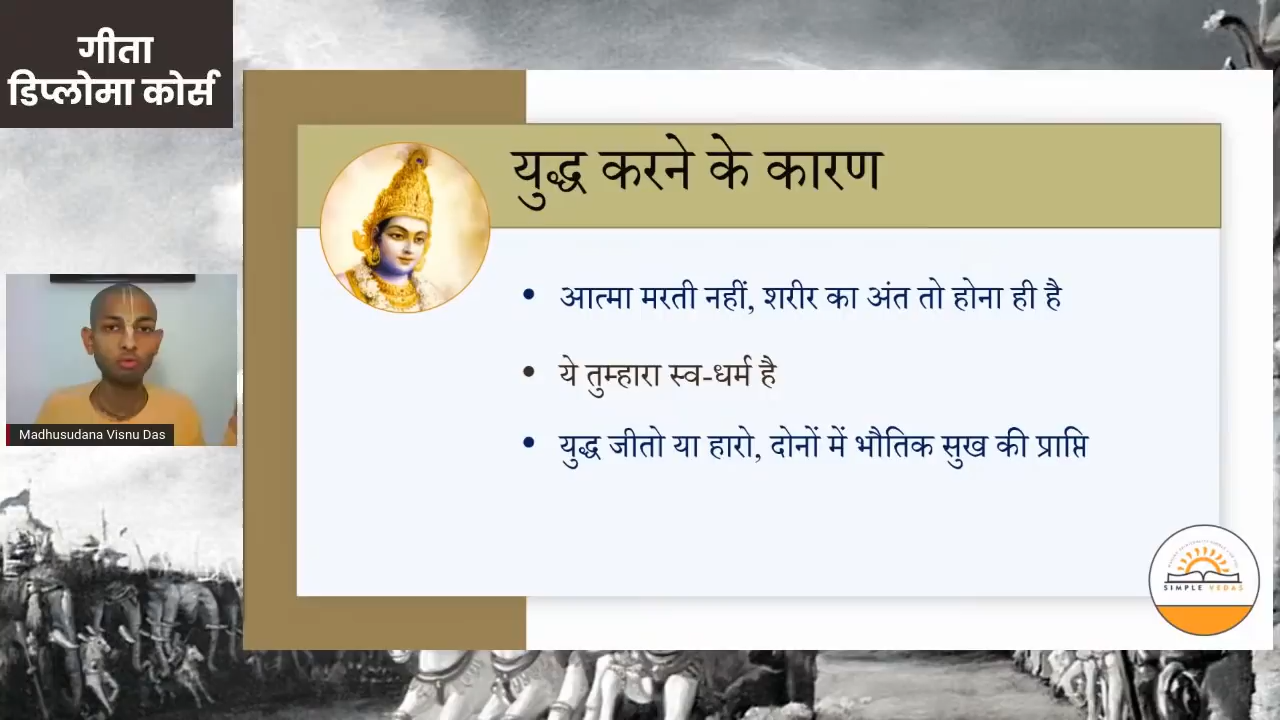 गीता
डिप्लोमा कोर्स
युद्ध करने के कारण
• आत्मा मरती नहीं, शरीर का अंत तो होना ही है
• ये तुम्हारा स्व-धर्म है
• युद्ध जीतो या हारो, दोनों में भौतिक सुख की प्राप्ति
Madhusudana Visnu Das
SIMPLE VEDAS